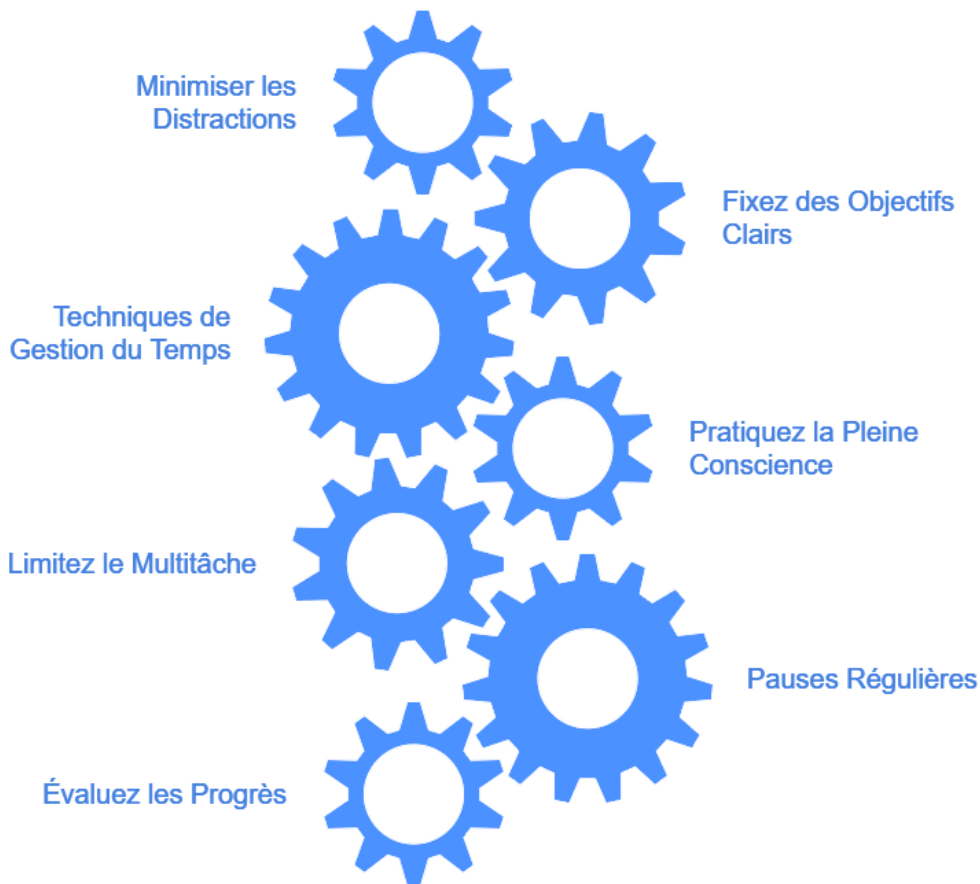 Minimiser les
Distractions
Fixez des Objectifs
Clairs
Techniques de
Gestion du Temps
Pratiquez la Pleine
Conscience
Limitez le Multitâche
Pauses Régulières
Évaluez les Progrès